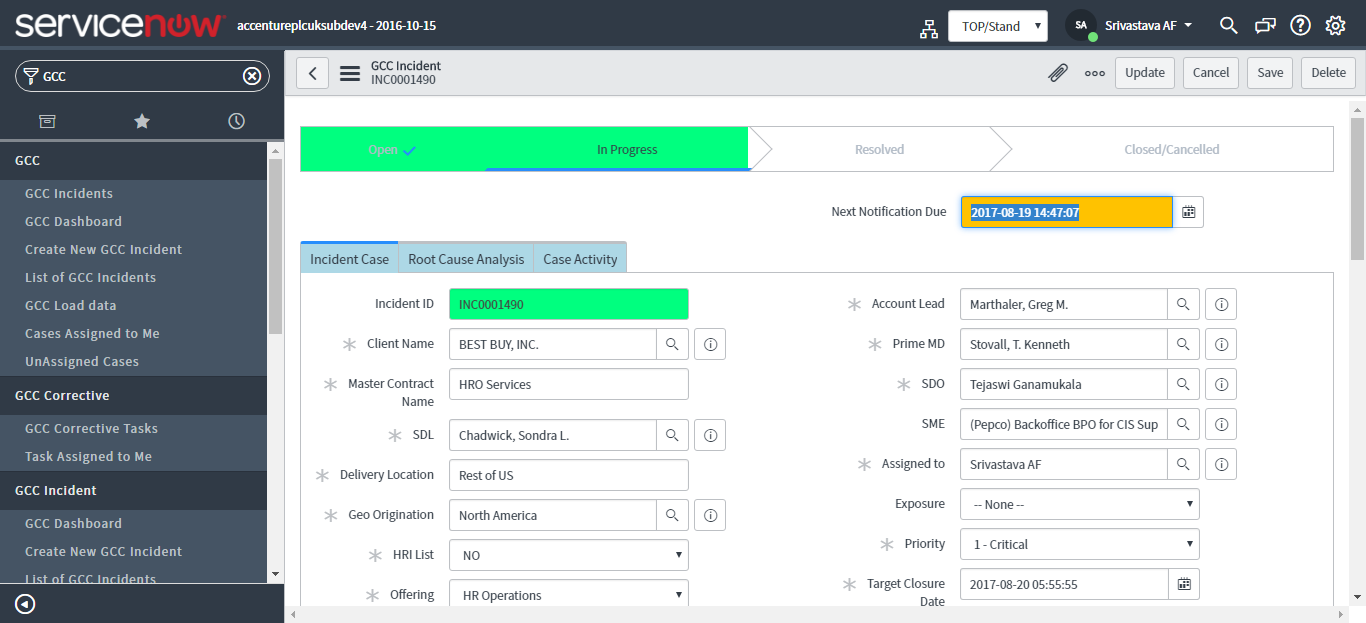 servicenow accentureplcuksubdev4 - 2016-10-15 TOP/Stand SA Srivastava AF
GCC
GCC Incident
INC0001490
Update Cancel Save Delete
GCC
GCC Incidents
GCC Dashboard
Create New GCC Incident
List of GCC Incidents
GCC Load data
Cases Assigned to Me
UnAssigned Cases
GCC Corrective
GCC Corrective Tasks
Task Assigned to Me
GCC Incident
GCC Dashboard
Create New GCC Incident
List of GCC Incidents
Open In Progress Resolved Closed/Cancelled
Next Notification Due 2017-08-19 14:47:07
Incident Case Root Cause Analysis Case Activity
Incident ID INC0001490
Client Name BEST BUY, INC.
Master Contract Name HRO Services
SDL Chadwick, Sondra L.
Delivery Location Rest of US
Geo Origination North America
HRI List NO
Offering HR Operations
Account Lead Marthaler, Greg M.
Prime MD Stovall, T. Kenneth
SDO Tejaswi Ganamukala
SME (Pepco) Backoffice BPO for CIS Sup
Assigned to Srivastava AF
Exposure -- None --
Priority 1 - Critical
Target Closure Date 2017-08-20 05:55:55